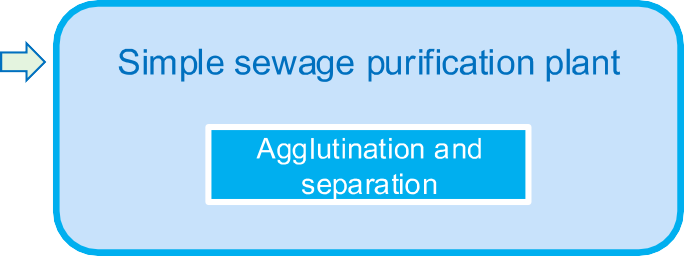 Simple sewage purification plant
Agglutination and
separation